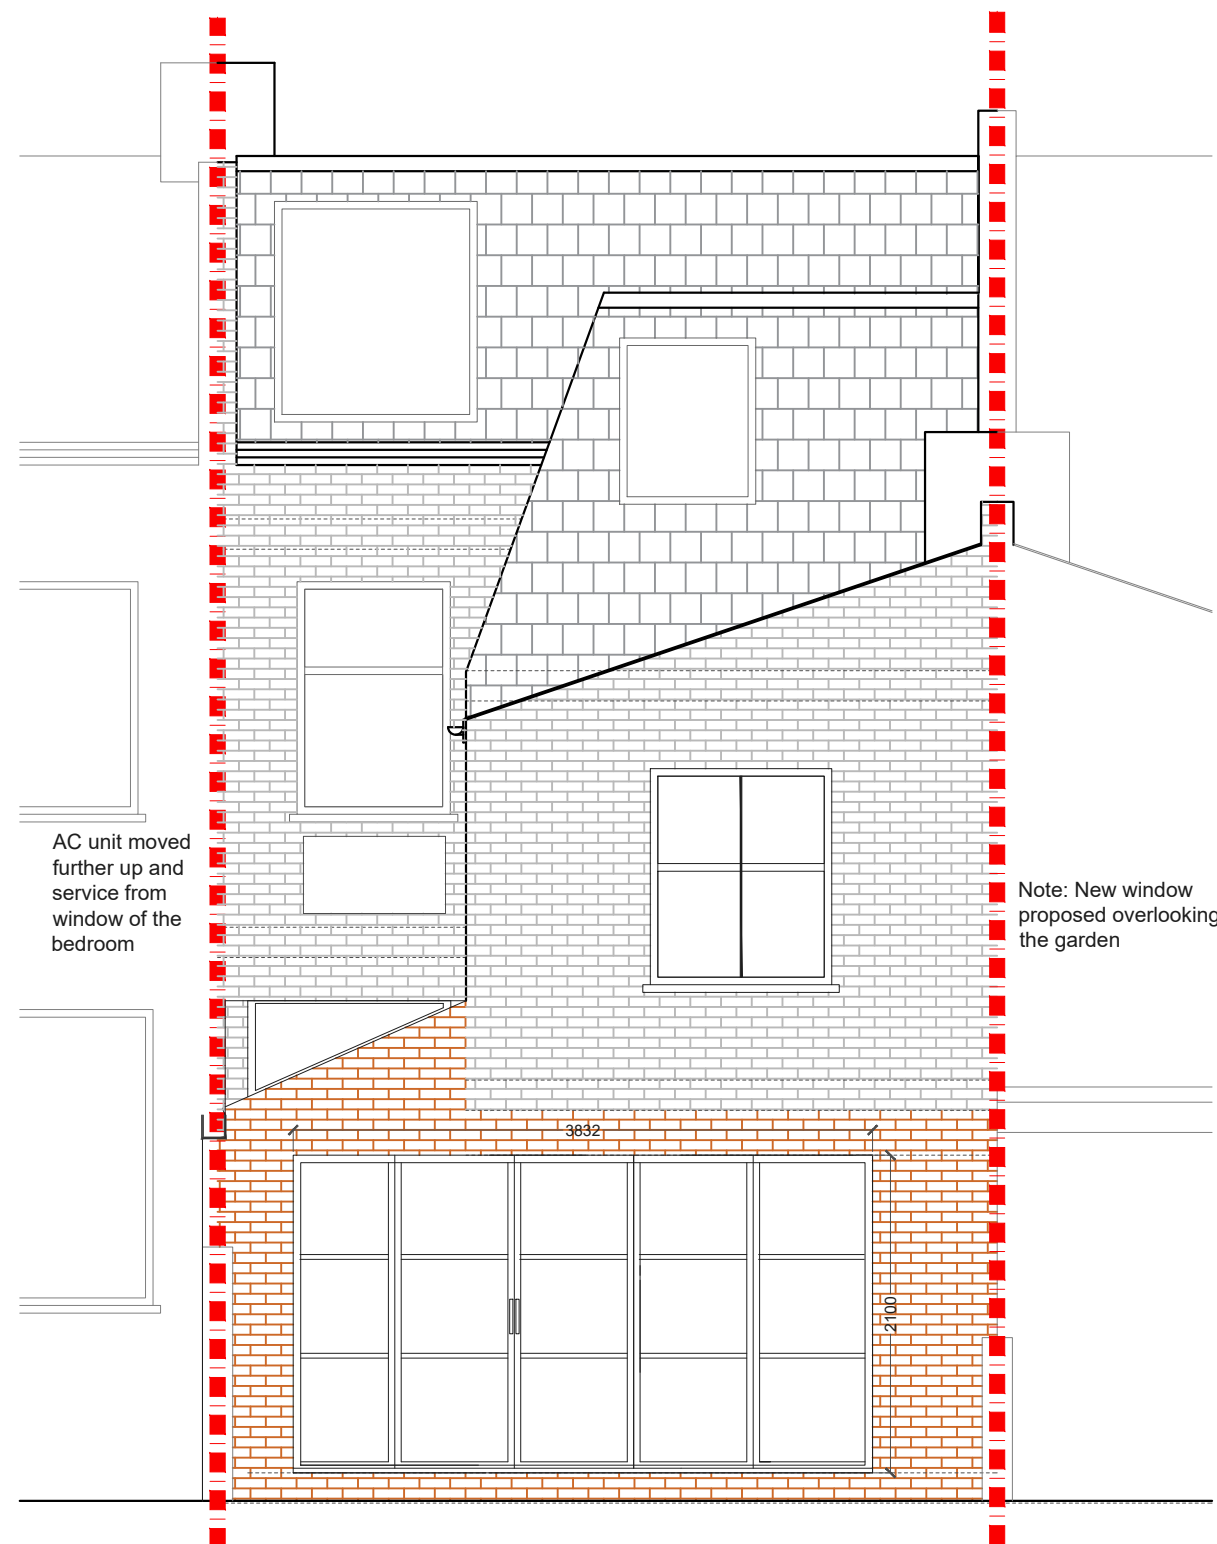 AC unit moved
further up and
service from
window of the
bedroom
Note: New window
proposed overlooking
the garden
3832
2100